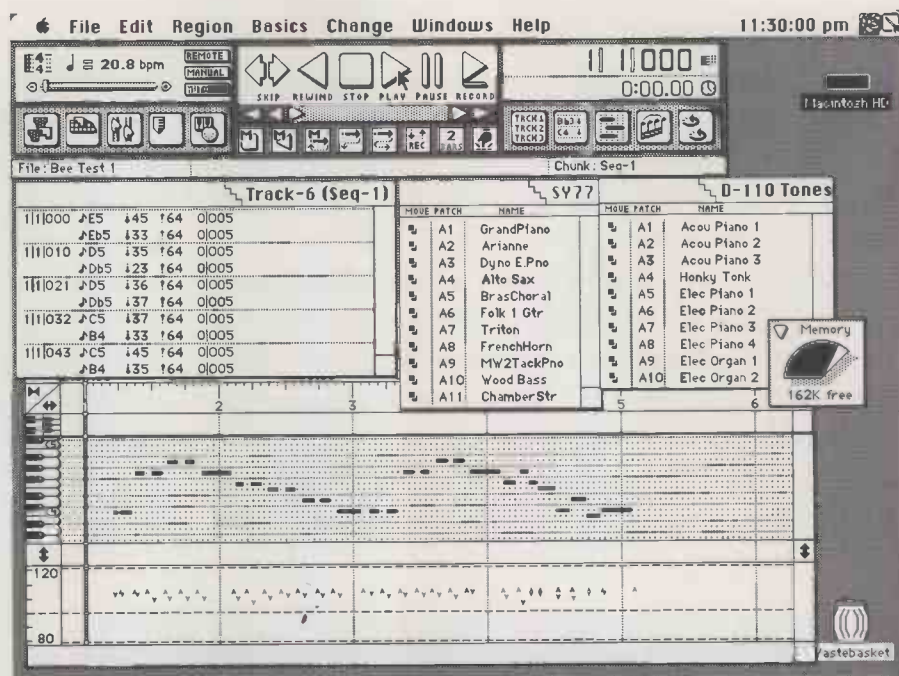 File Edit Region Basics Change Windows Help 11:30:00 pm
20.8 bpm
REMOTE
MANUAL
SKIP REWIND STOP PLAY PAUSE RECORD
1|1|000
0:00.00
REC
2
BARS
TRCK 1
TRCK 2
TRCK 3
Macintosh HD
File: Bee Test 1
Chunk: Seq-1
Track-6 (Seq-1)
1|1|000 ♪E5 ↓45 ↑64 0|005
♪Eb5 ↓33 ↑64 0|005
1|1|010 ♪D5 ↓35 ↑64 0|005
♪Db5 ↓23 ↑64 0|005
1|1|021 ♪D5 ↓36 ↑64 0|005
♪Db5 ↓37 ↑64 0|005
1|1|032 ♪C5 ↓37 ↑64 0|005
♪B4 ↓33 ↑64 0|005
1|1|043 ♪C5 ↓45 ↑64 0|005
♪B4 ↓35 ↑64 0|005
SY77
MOVE PATCH NAME
A1 GrandPiano
A2 Arianne
A3 Dyno E.Pno
A4 Alto Sax
A5 BrasChoral
A6 Folk 1 Gtr
A7 Triton
A8 FrenchHorn
A9 MW2TackPno
A10 Wood Bass
A11 ChamberStr
D-110 Tones
MOVE PATCH NAME
A1 Acou Piano 1
A2 Acou Piano 2
A3 Acou Piano 3
A4 Honky Tonk
A5 Elec Piano 1
A6 Elec Piano 2
A7 Elec Piano 3
A8 Elec Piano 4
A9 Elec Organ 1
A10 Elec Organ 2
Memory
162K free
2 3 5 6
120
80
Wastebasket